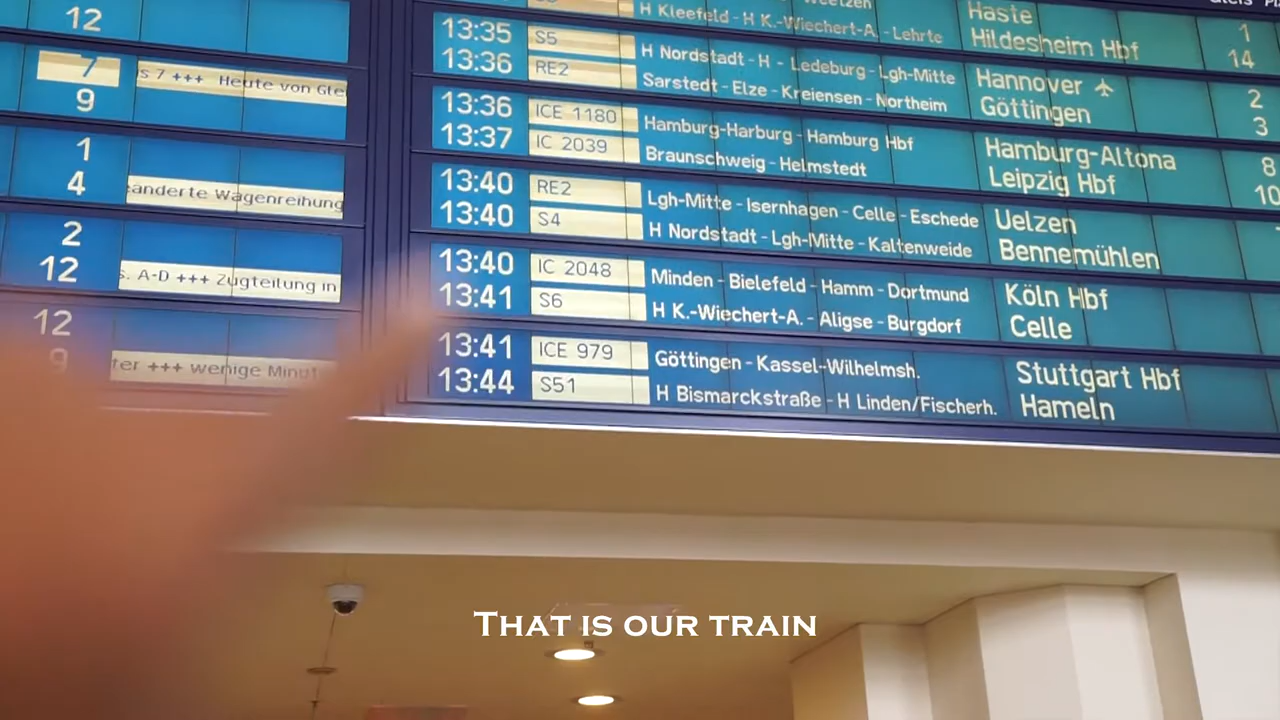 12
7 s 7 +++ Heute von Gle
9
1
4 eänderte Wagenreihung
2
12 s. A-D +++ Zugteilung in
12
9 ter +++ wenige Minut
H Kleefeld - H K.-Wiechert-A. - Lehrte Haste 1
13:35 S5 H Nordstadt - H - Ledeburg - Lgh-Mitte Hildesheim Hbf 14
13:36 RE2 Sarstedt - Elze - Kreiensen - Northeim Hannover 2
Göttingen 3
13:36 ICE 1180 Hamburg-Harburg - Hamburg Hbf Hamburg-Altona 8
13:37 IC 2039 Braunschweig - Helmstedt Leipzig Hbf 10
13:40 RE2 Lgh-Mitte - Isernhagen - Celle - Eschede Uelzen
13:40 S4 H Nordstadt - Lgh-Mitte - Kaltenweide Bennemühlen
13:40 IC 2048 Minden - Bielefeld - Hamm - Dortmund Köln Hbf
13:41 S6 H K.-Wiechert-A. - Aligse - Burgdorf Celle
13:41 ICE 979 Göttingen - Kassel-Wilhelmsh. Stuttgart Hbf
13:44 S51 H Bismarckstraße - H Linden/Fischerh. Hameln
THAT IS OUR TRAIN